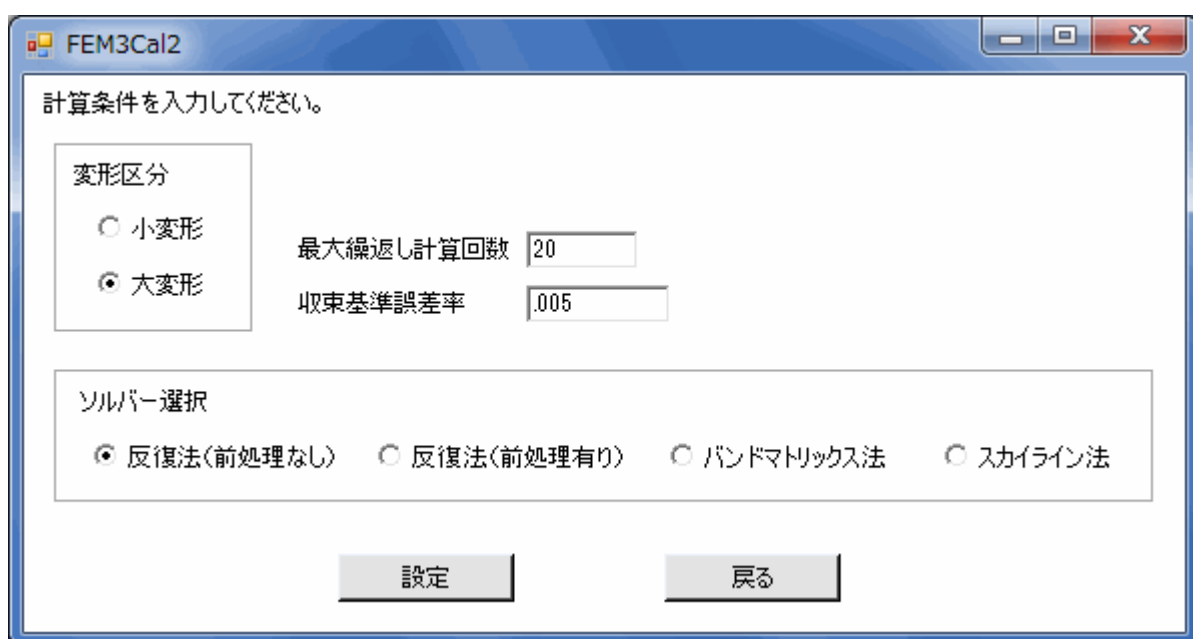 FEM3Cal2
計算条件を入力してください。
変形区分
小変形
大変形
最大繰返し計算回数 20
収束基準誤差率 .005
ソルバー選択
反復法(前処理なし) 反復法(前処理有り) バンドマトリックス法 スカイライン法
設定 戻る